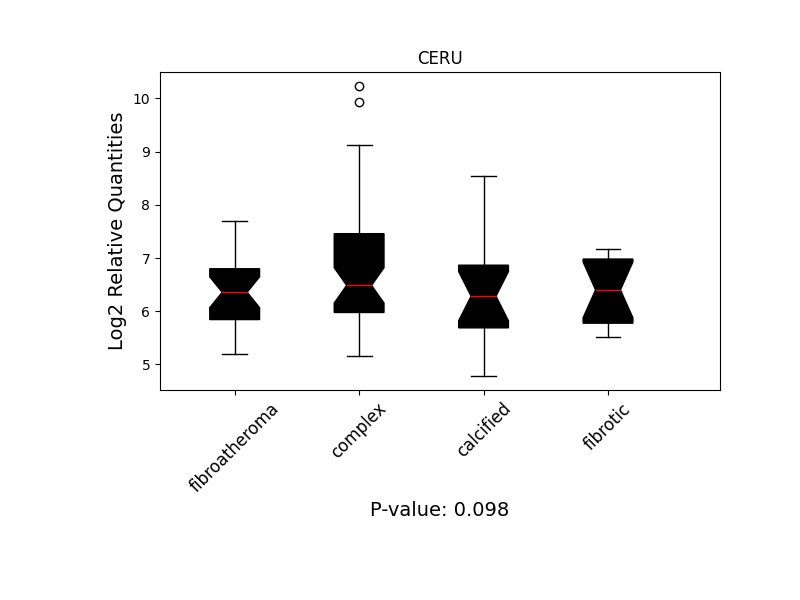 CERU
Log2 Relative Quantities
10
9
8
7
6
5
fibroatheroma
complex
calcified
fibrotic
P-value: 0.098